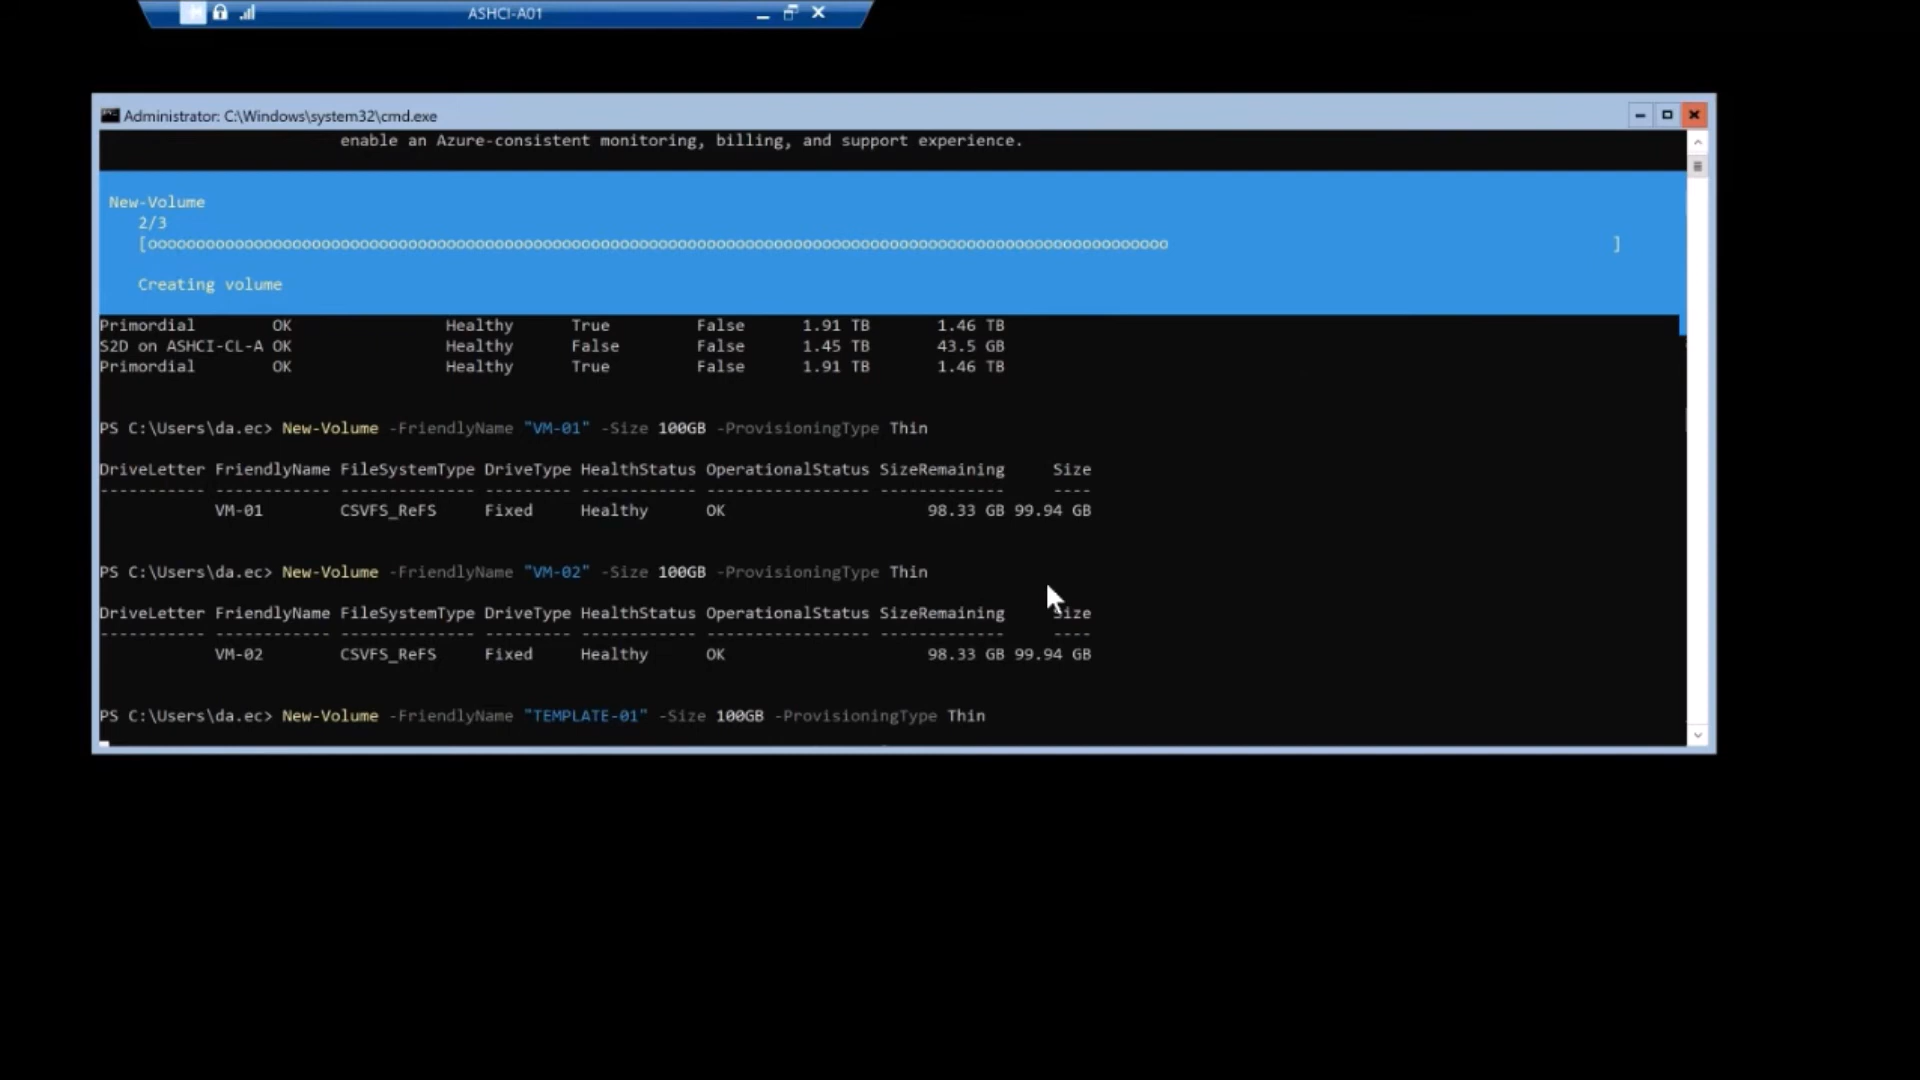 ASHCI-A01
Administrator: C:\Windows\system32\cmd.exe
enable an Azure-consistent monitoring, billing, and support experience.
New-Volume
2/3
[oooooooooooooooooooooooooooooooooooooooooooooooooooooooooooooooooooooooooooooooooooooooooooooooooooooooooo                                               ]
Creating volume
Primordial OK Healthy True False 1.91 TB 1.46 TB
S2D on ASHCI-CL-A OK Healthy False False 1.45 TB 43.5 GB
Primordial OK Healthy True False 1.91 TB 1.46 TB
PS C:\Users\da.ec> New-Volume -FriendlyName "VM-01" -Size 100GB -ProvisioningType Thin
DriveLetter FriendlyName FileSystemType DriveType HealthStatus OperationalStatus SizeRemaining Size
----------- ------------ -------------- --------- ------------ ----------------- ------------- ----
VM-01 CSVFS_ReFS Fixed Healthy OK 98.33 GB 99.94 GB
PS C:\Users\da.ec> New-Volume -FriendlyName "VM-02" -Size 100GB -ProvisioningType Thin
DriveLetter FriendlyName FileSystemType DriveType HealthStatus OperationalStatus SizeRemaining Size
----------- ------------ -------------- --------- ------------ ----------------- ------------- ----
VM-02 CSVFS_ReFS Fixed Healthy OK 98.33 GB 99.94 GB
PS C:\Users\da.ec> New-Volume -FriendlyName "TEMPLATE-01" -Size 100GB -ProvisioningType Thin